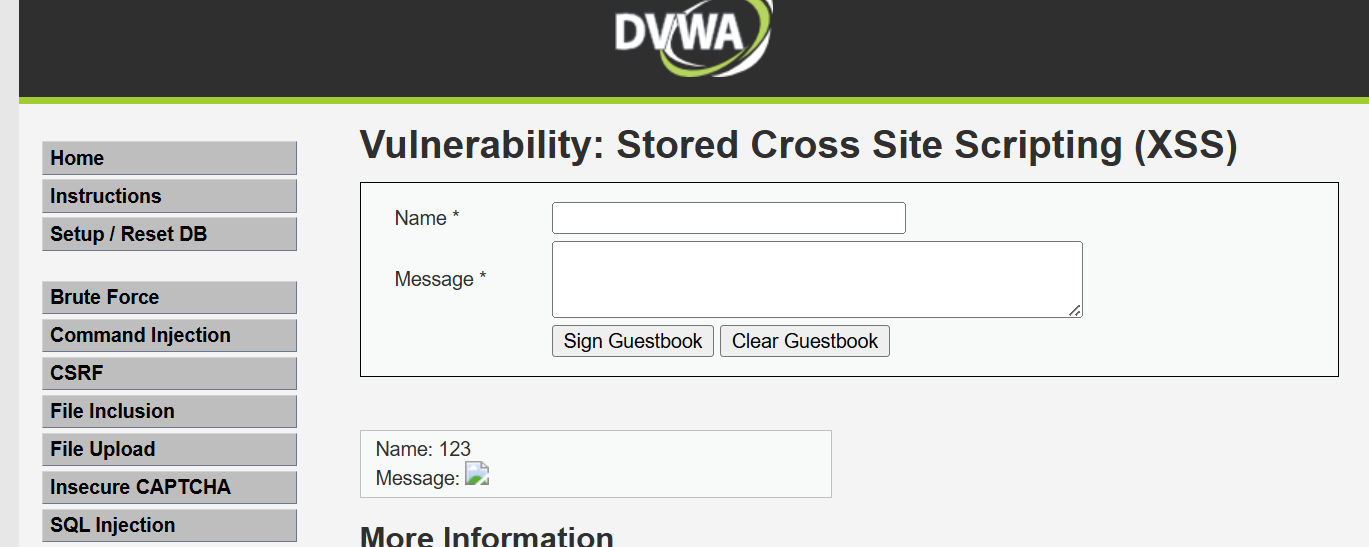 DVWA
Home
Instructions
Setup / Reset DB
Brute Force
Command Injection
CSRF
File Inclusion
File Upload
Insecure CAPTCHA
SQL Injection
Vulnerability: Stored Cross Site Scripting (XSS)
Name *
Message *
Sign Guestbook Clear Guestbook
Name: 123
Message:
More Information